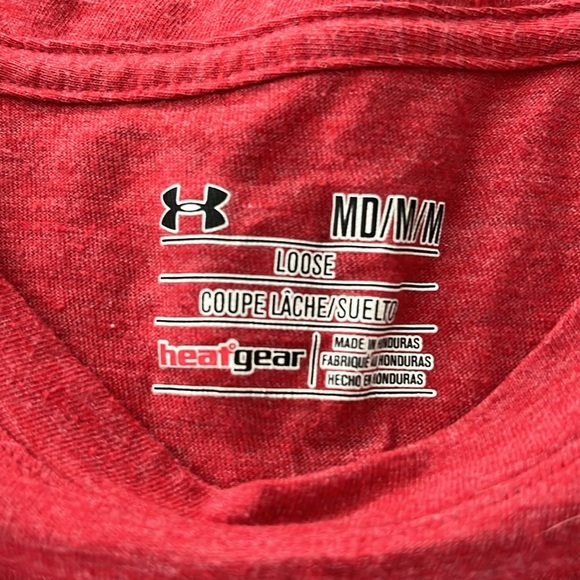 MD/M/M
LOOSE
COUPE LÂCHE/SUELTO
heatgear
MADE IN HONDURAS
FABRIQUÉ AU HONDURAS
HECHO EN HONDURAS